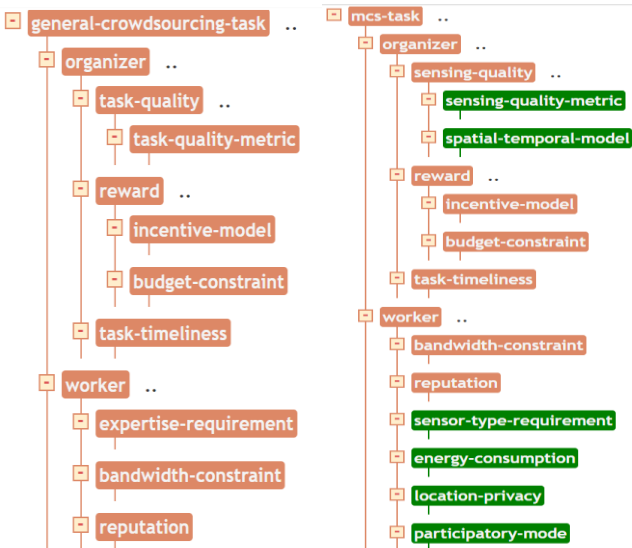 general-crowdsourcing-task ..
organizer ..
task-quality ..
task-quality-metric
reward ..
incentive-model
budget-constraint
task-timeliness
worker ..
expertise-requirement
bandwidth-constraint
reputation
mcs-task ..
organizer ..
sensing-quality ..
sensing-quality-metric
spatial-temporal-model
reward ..
incentive-model
budget-constraint
task-timeliness
worker ..
bandwidth-constraint
reputation
sensor-type-requirement
energy-consumption
location-privacy
participatory-mode